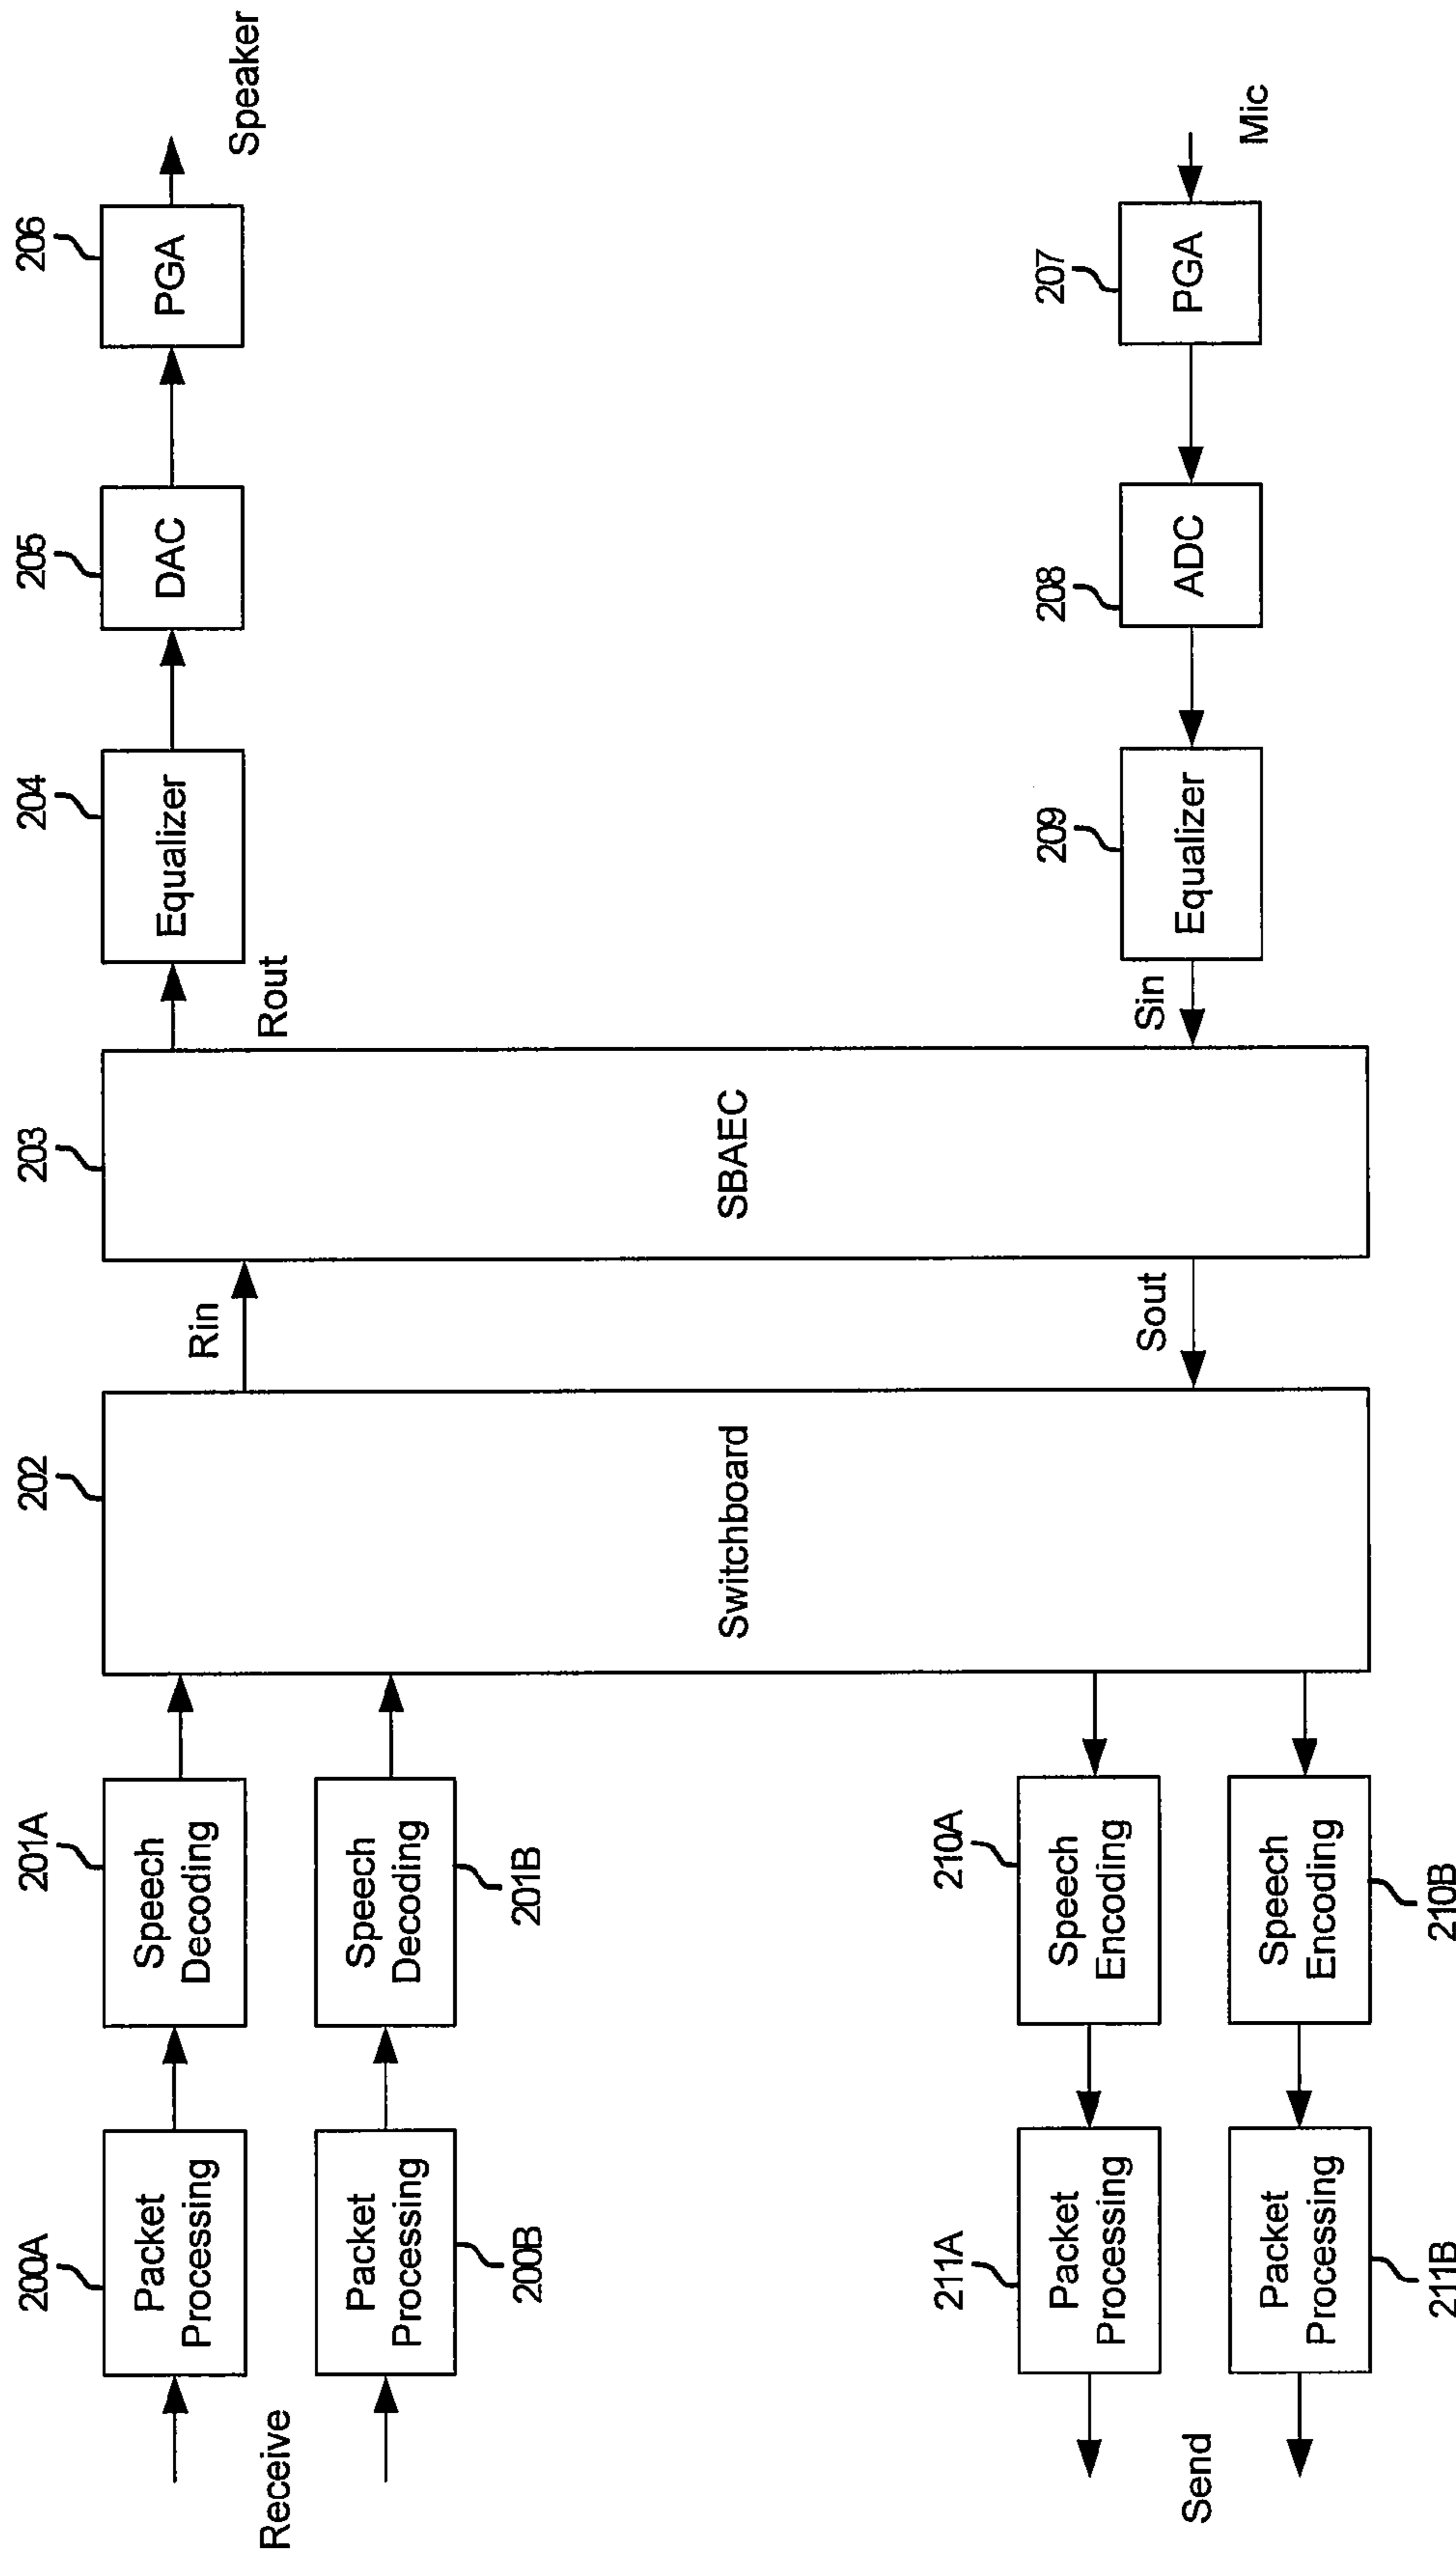 200A
Packet
Processing
201A
Speech
Decoding
202
Switchboard
Rin
203
SBAEC
Rout
204
Equalizer
205
DAC
206
PGA
Speaker
Receive
Packet
Processing
200B
Speech
Decoding
201B
211A
Packet
Processing
210A
Speech
Encoding
Sout
Sin
209
Equalizer
208
ADC
207
PGA
Mic
Send
Packet
Processing
211B
Speech
Encoding
210B